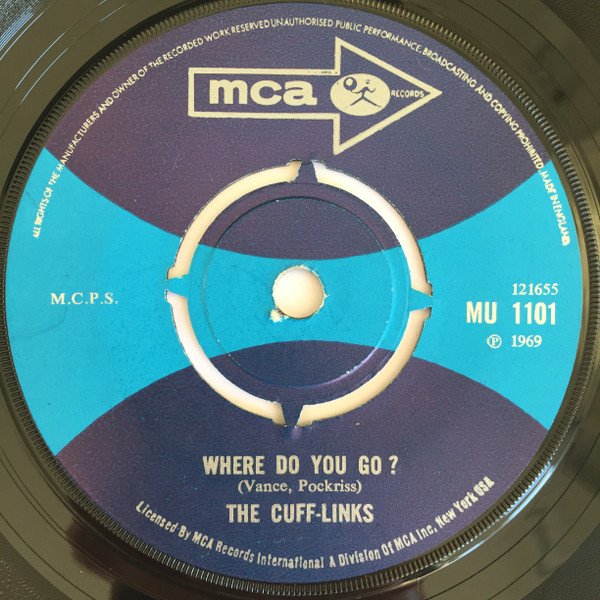 ALL RIGHTS OF THE MANUFACTURERS AND OWNER OF THE RECORDED WORK RESERVED UNAUTHORISED PUBLIC PERFORMANCE, BROADCASTING AND COPYING PROHIBITED. MADE IN ENGLAND
mca RECORDS
M.C.P.S.
121655
MU 1101
℗ 1969
WHERE DO YOU GO ?
(Vance, Pockriss)
THE CUFF-LINKS
Licensed By MCA Records International A Division Of MCA Inc. New York USA